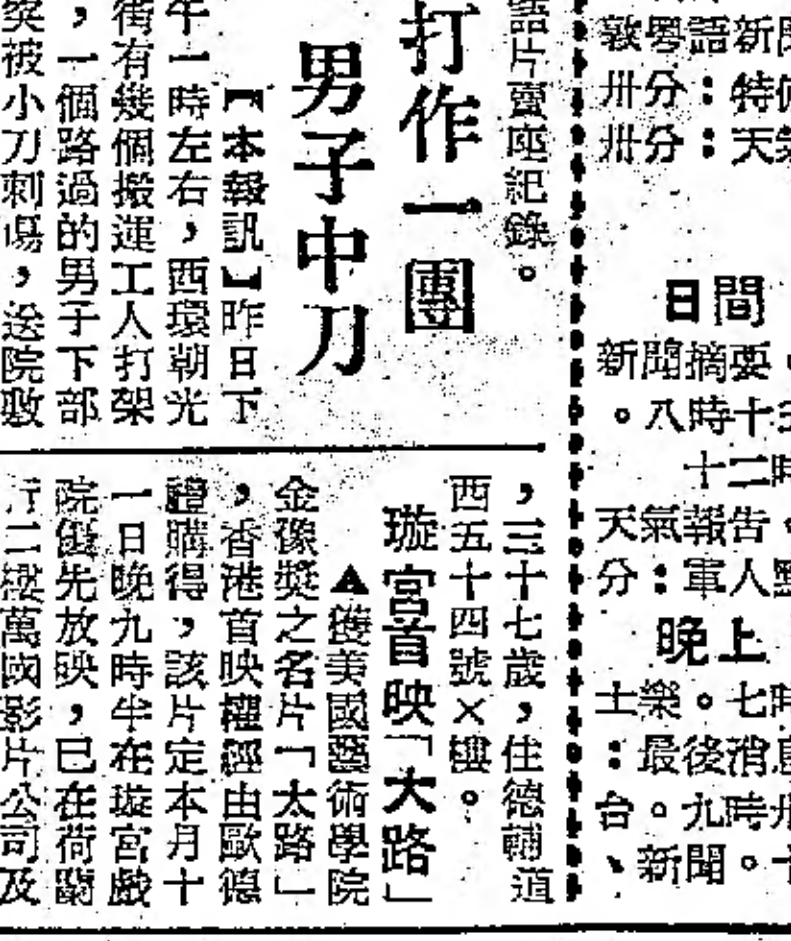 語片賣座紀錄。
打作一團
男子中刀
【本報訊】昨日下
午一時左右，西環朝光
街有幾個搬運工人打架
，一個路過的男子下部
突被小刀刺傷，送院敷
，三十七歲，住德輔道
西五十四號×樓。
璇宮首映「大路」
▲獲美國藝術學院
金像獎之名片「大路」
，香港首映權經由歐德
禮購得，該片定本月十
一日晚九時半在璇宮戲
院優先放映，已在荷蘭
行二樓萬國影片公司及
敦粵語新聞
卅分：特
卅分：天氣
日間
新聞摘要。
。八時十五
十二時
天氣報告。
分：軍人點
晚上
士樂。七時
：最後消息
台。九時卅
、新聞。十